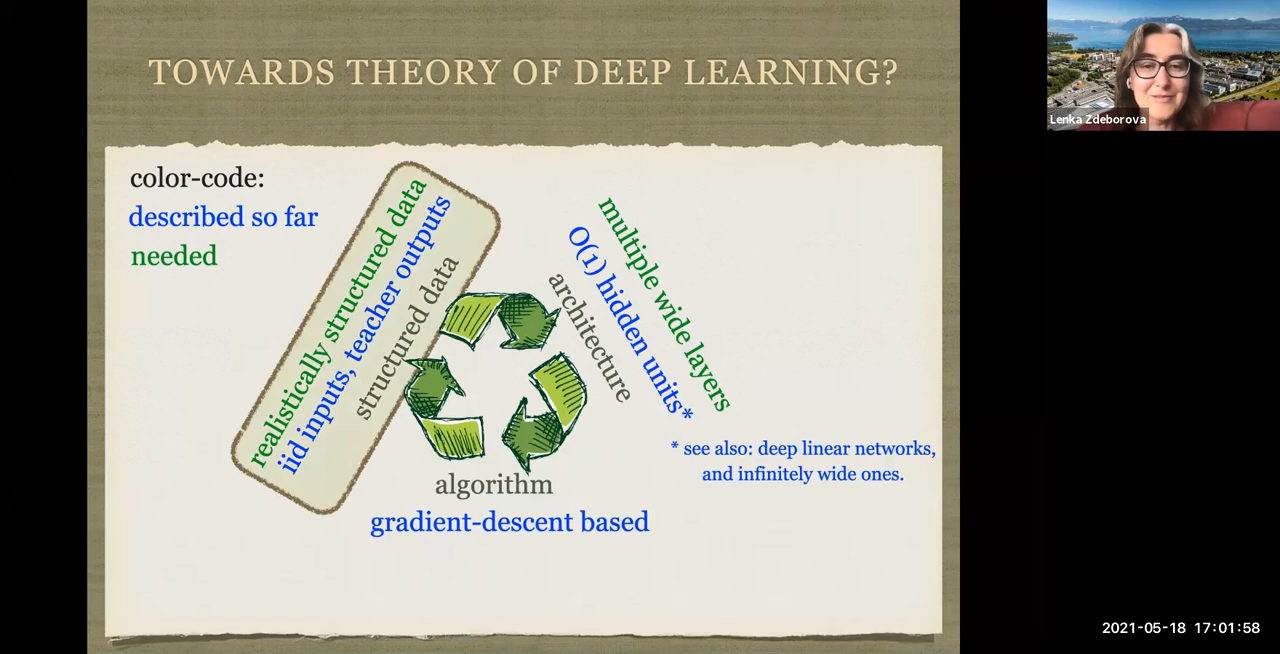 TOWARDS THEORY OF DEEP LEARNING?
Lenka Zdeborova
color-code:
described so far
needed
realistically structured data
iid inputs, teacher outputs
structured data
multiple wide layers
O(1) hidden units*
architecture
* see also: deep linear networks,
and infinitely wide ones.
algorithm
gradient-descent based
2021-05-18 17:01:58